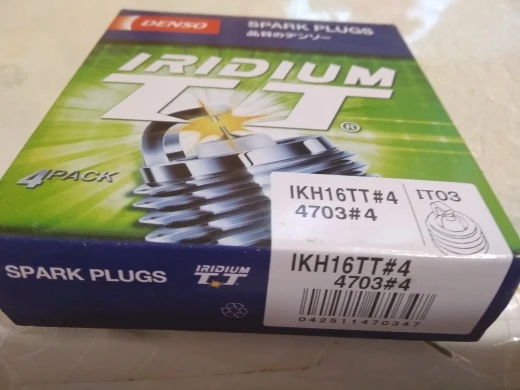 DENSO
SPARK PLUGS
品質のデンソー
IRIDIUM
TT
®
4PACK
IKH16TT#4
4703#4
IT03
SPARK PLUGS
IRIDIUM
TT
IKH16TT#4
4703#4
042511470347